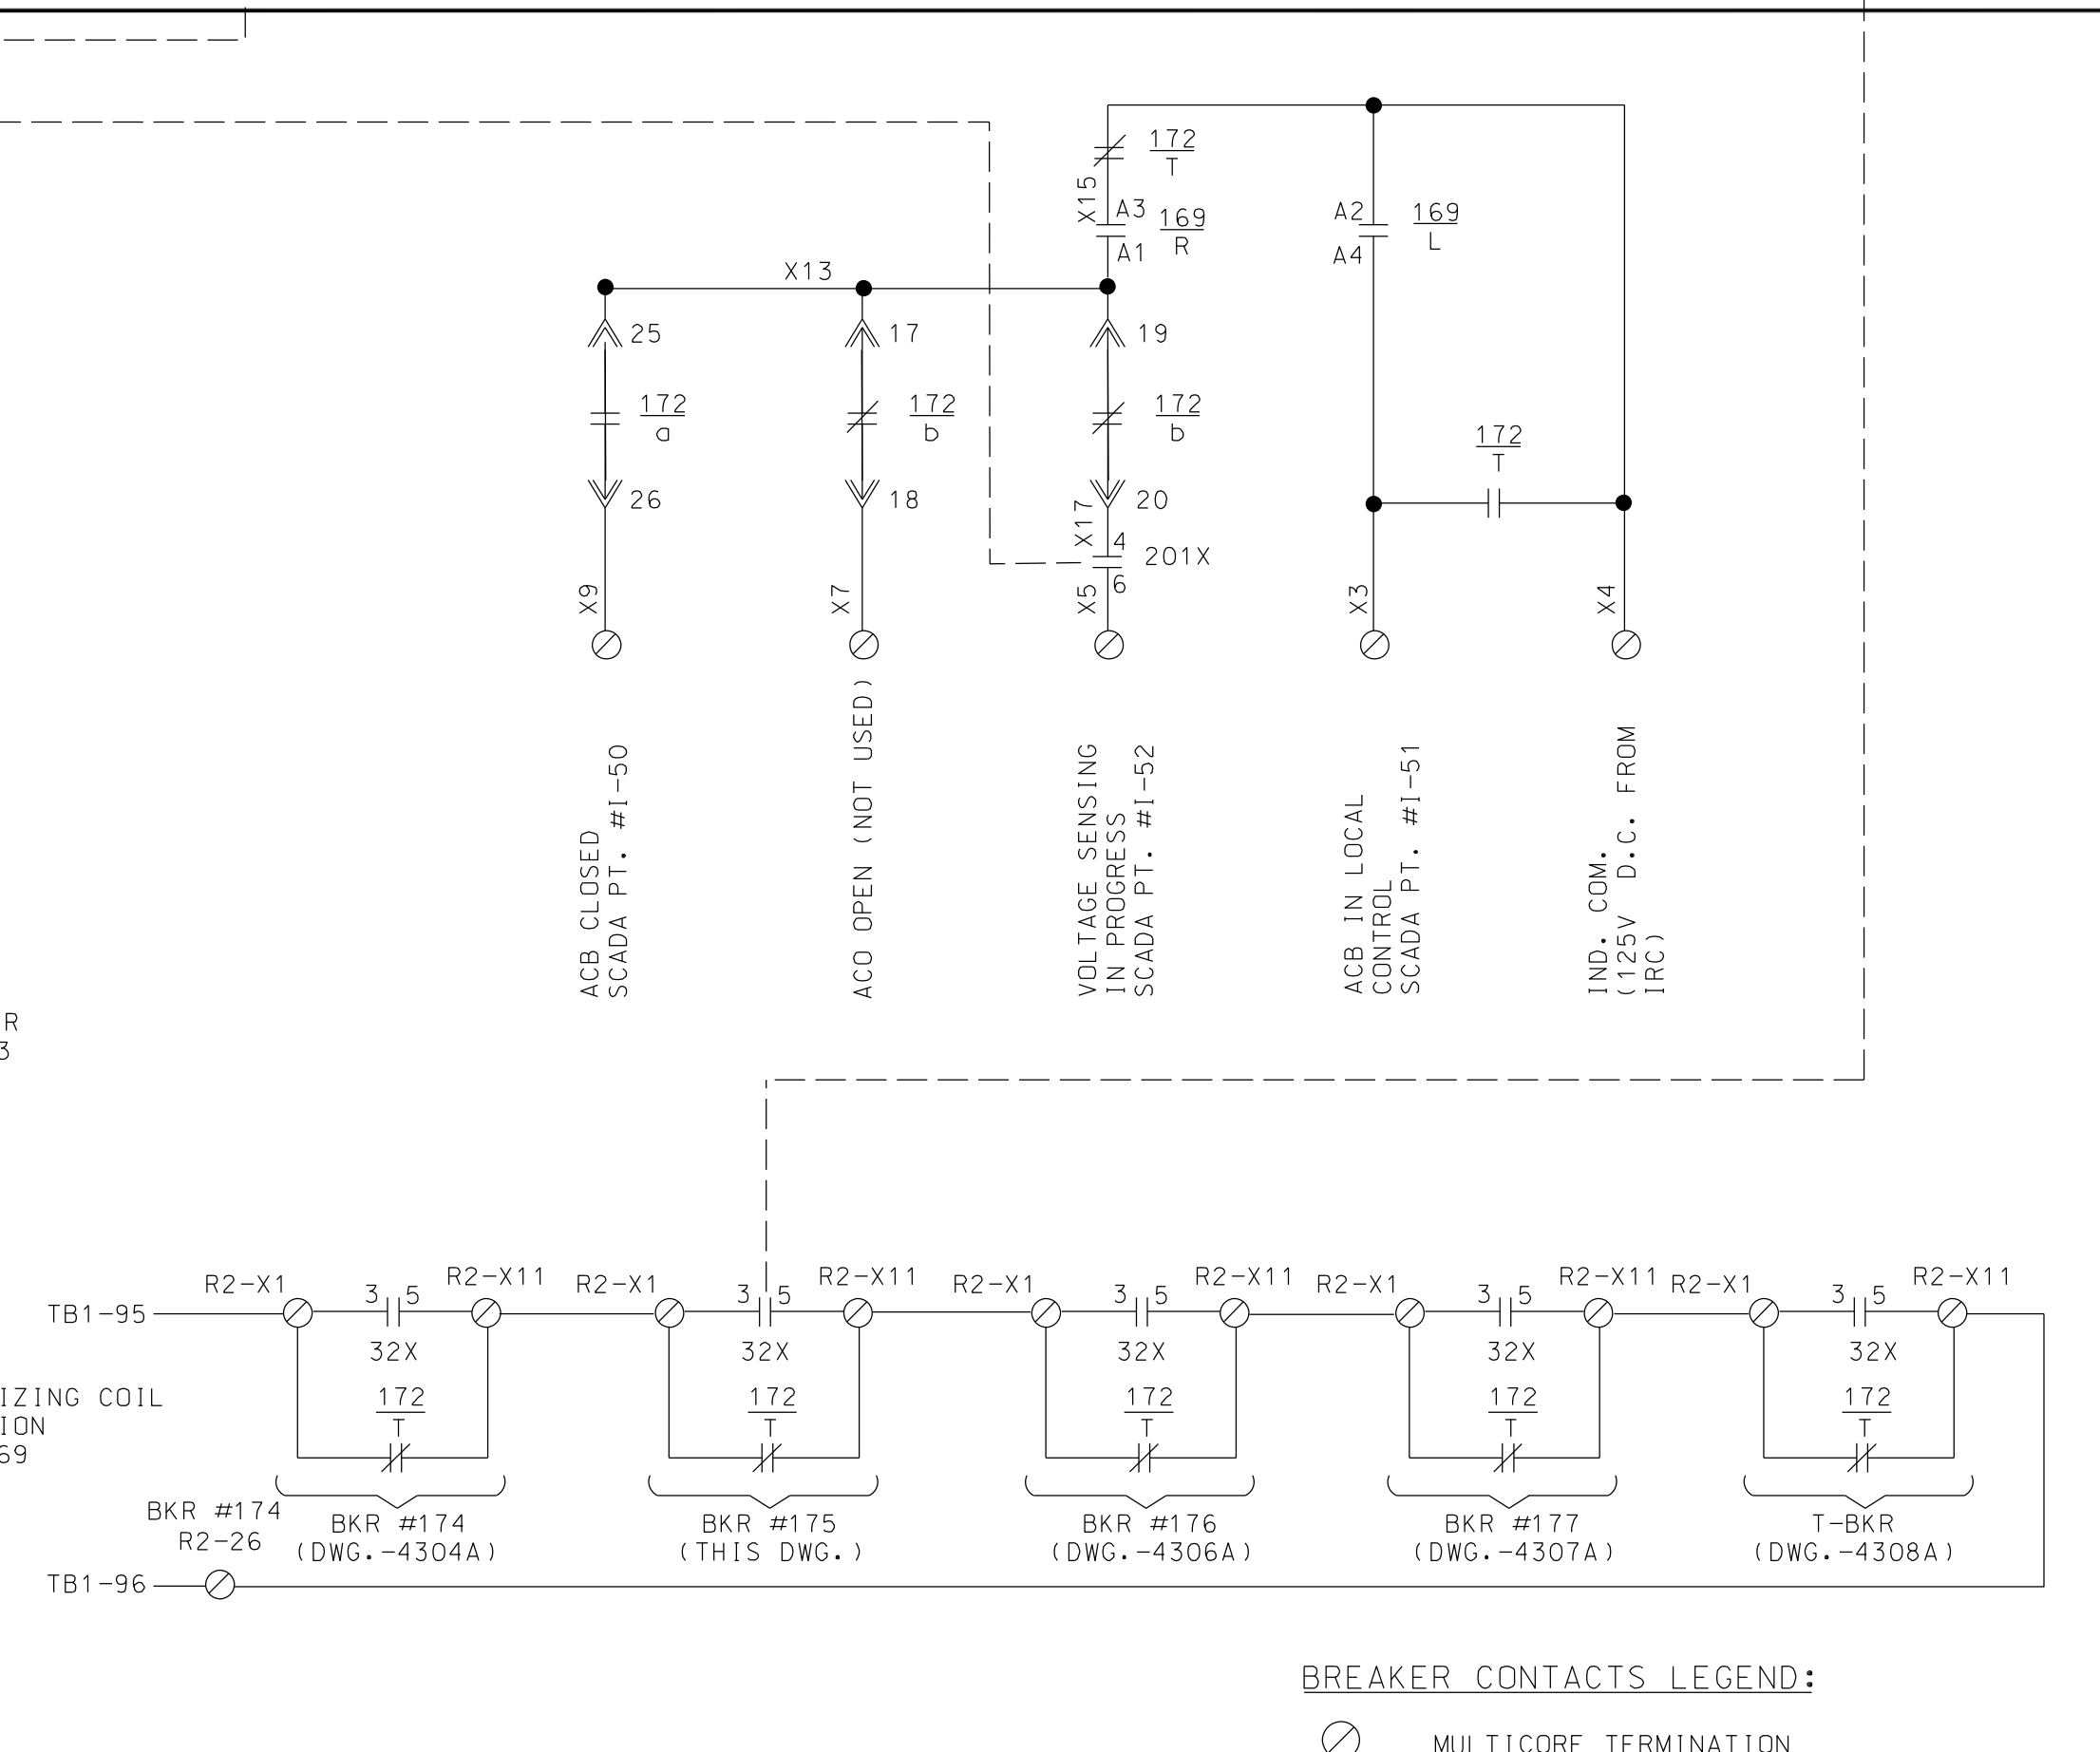 172
T
X15
A3
169
R
A1
A2
169
L
A4
X13
25
17
19
172
a
172
b
172
b
172
T
26
18
20
X17
4
201X
6
X9
X7
X5
X3
X4
ACB CLOSED
SCADA PT. #I-50
ACO OPEN (NOT USED)
VOLTAGE SENSING
IN PROGRESS
SCADA PT. #I-52
ACB IN LOCAL
CONTROL
SCADA PT. #I-51
IND. COM.
(125V D.C. FROM
IRC)
R
3
TB1-95
R2-X1
3 5
R2-X11
32X
172
T
R2-X1
3 5
R2-X11
32X
172
T
R2-X1
3 5
R2-X11
32X
172
T
R2-X1
3 5
R2-X11
32X
172
T
R2-X1
3 5
R2-X11
32X
172
T
IZING COIL
ION
69
BKR #174
R2-26
BKR #174
(DWG.-4304A)
BKR #175
(THIS DWG.)
BKR #176
(DWG.-4306A)
BKR #177
(DWG.-4307A)
T-BKR
(DWG.-4308A)
TB1-96
BREAKER CONTACTS LEGEND:
MULTICORE TERMINATION